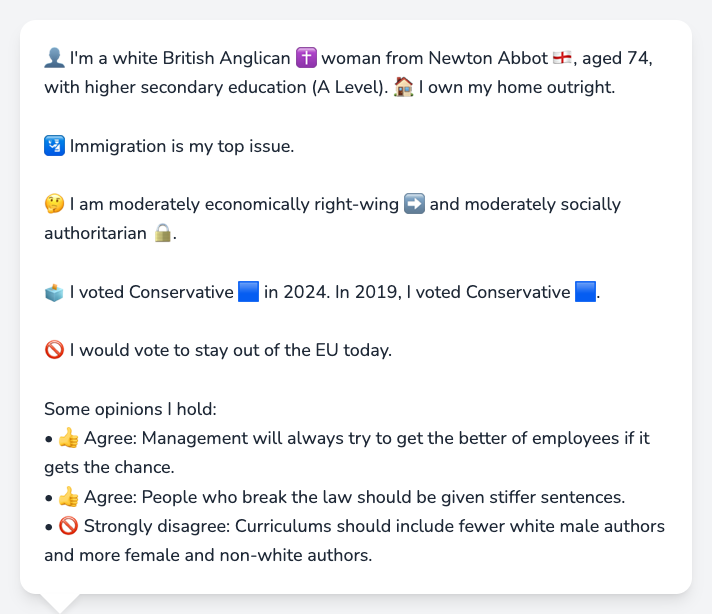 👤 I'm a white British Anglican ✝️ woman from Newton Abbot 🏴󠁧󠁢󠁥󠁮󠁧󠁿, aged 74,
with higher secondary education (A Level). 🏠 I own my home outright.
🛂 Immigration is my top issue.
🤔 I am moderately economically right-wing ➡️ and moderately socially
authoritarian 🔒.
🗳️ I voted Conservative 🟦 in 2024. In 2019, I voted Conservative 🟦.
🚫 I would vote to stay out of the EU today.
Some opinions I hold:
• 👍 Agree: Management will always try to get the better of employees if it
gets the chance.
• 👍 Agree: People who break the law should be given stiffer sentences.
• 🚫 Strongly disagree: Curriculums should include fewer white male authors
and more female and non-white authors.